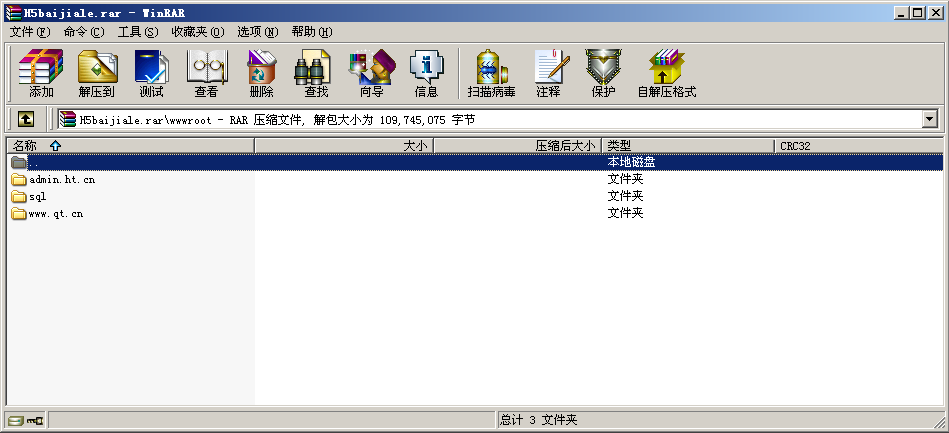 H5baijiale.rar - WinRAR
文件(F) 命令(C) 工具(S) 收藏夹(O) 选项(N) 帮助(H)
添加 解压到 测试 查看 删除 查找 向导 信息 扫描病毒 注释 保护 自解压格式
H5baijiale.rar\wwwroot - RAR 压缩文件, 解包大小为 109,745,075 字节
名称 大小 压缩后大小 类型 CRC32
.. 本地磁盘
admin.ht.cn 文件夹
sql 文件夹
www.qt.cn 文件夹
总计 3 文件夹